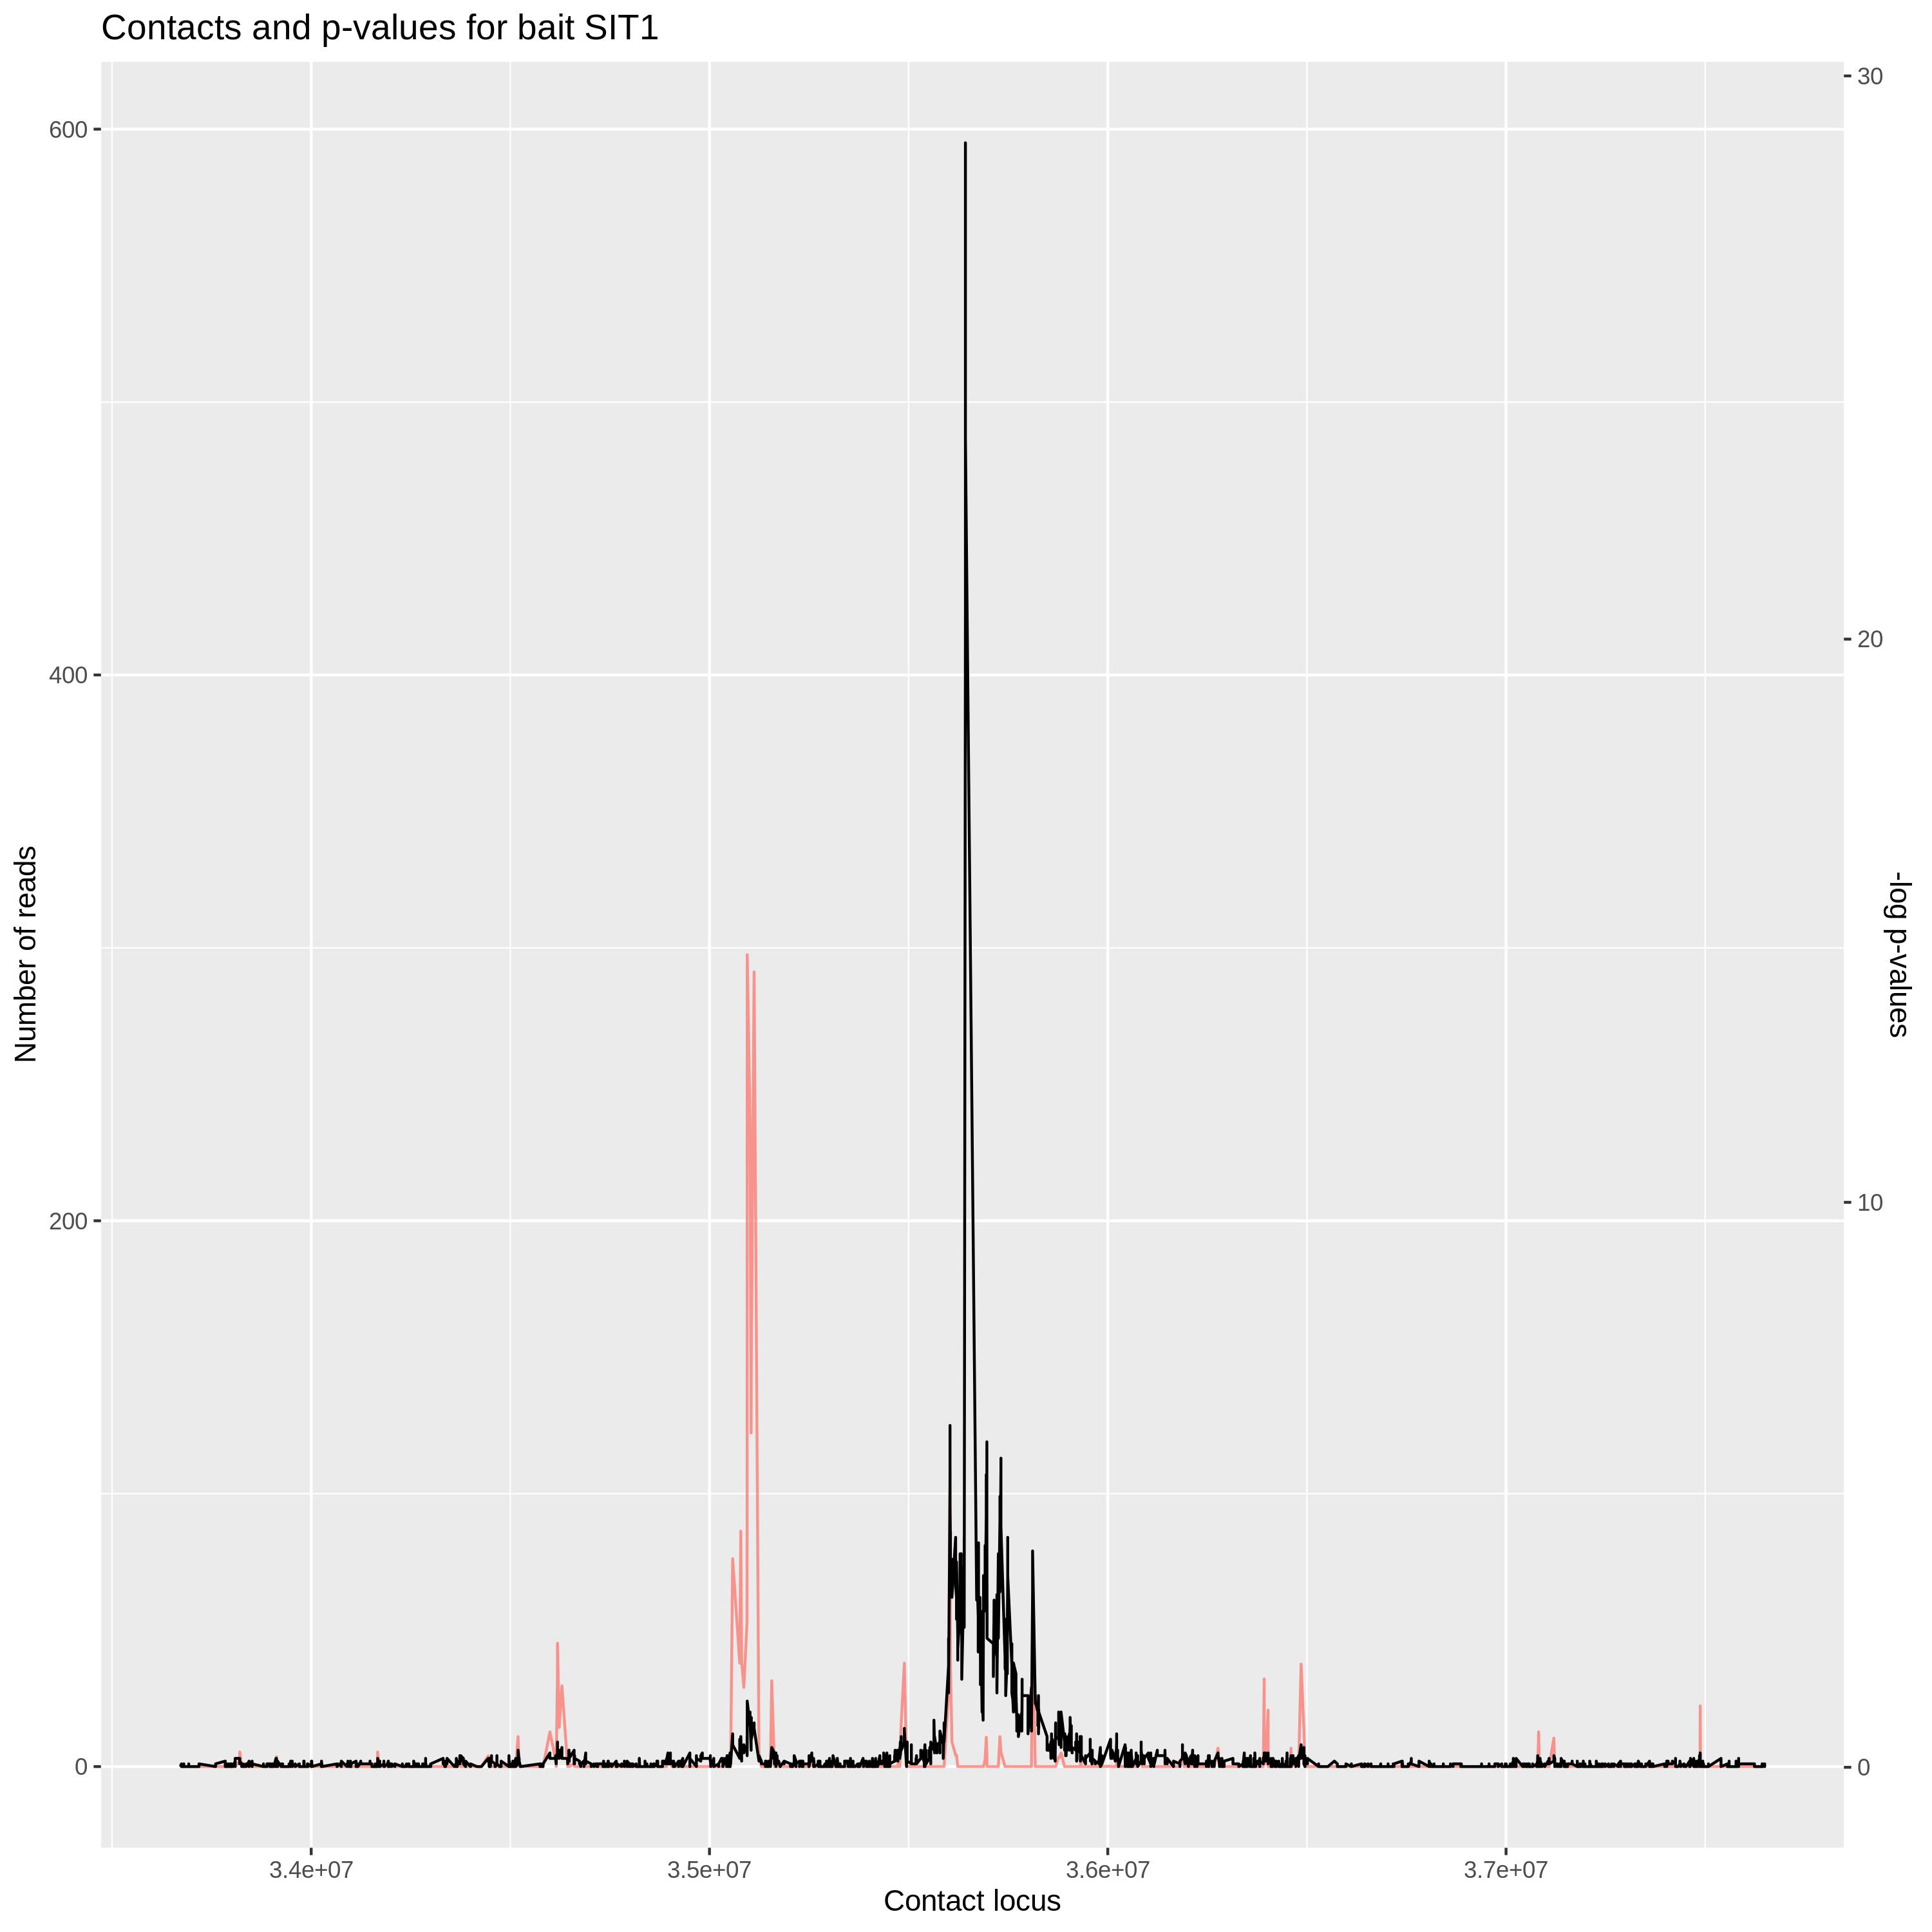 Contacts and p-values for bait SIT1
30
600
20
400
Number of reads
-log p-values
10
200
0
0
3.4e+07
3.5e+07
3.6e+07
3.7e+07
Contact locus